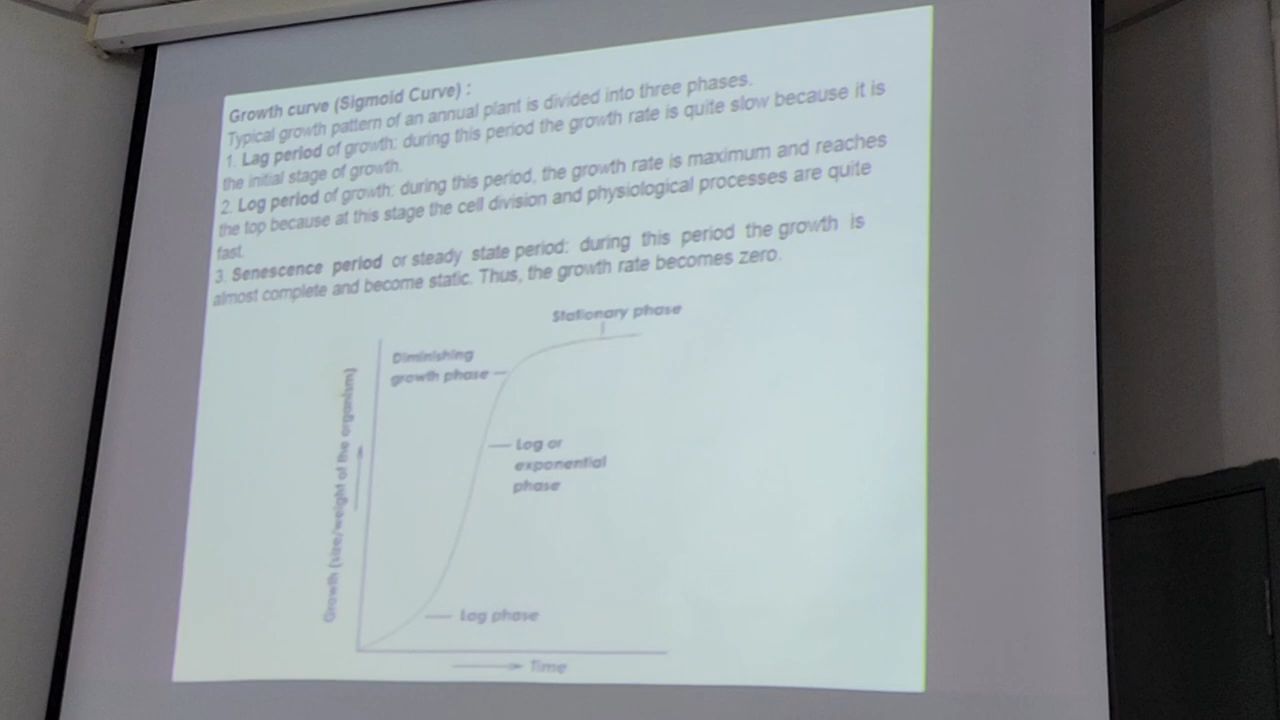 Growth curve (Sigmoid Curve) :
Typical growth pattern of an annual plant is divided into three phases.
1. Lag period of growth: during this period the growth rate is quite slow because it is
the initial stage of growth.
2. Log period of growth: during this period, the growth rate is maximum and reaches
the top because at this stage the cell division and physiological processes are quite
fast.
3. Senescence period or steady state period: during this period the growth is
almost complete and become static. Thus, the growth rate becomes zero.
Stationary phase
Diminishing
growth phase
Log or
exponential
phase
Growth (size/weight of the organism)
Lag phase
Time